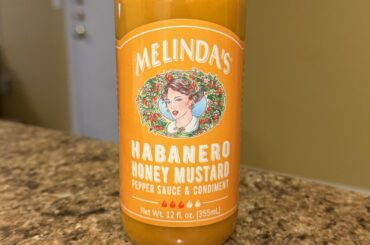 MELINDA'S
HABANERO
HONEY MUSTARD
PEPPER SAUCE & CONDIMENT
Net Wt. 12 fl. oz. (355mL)